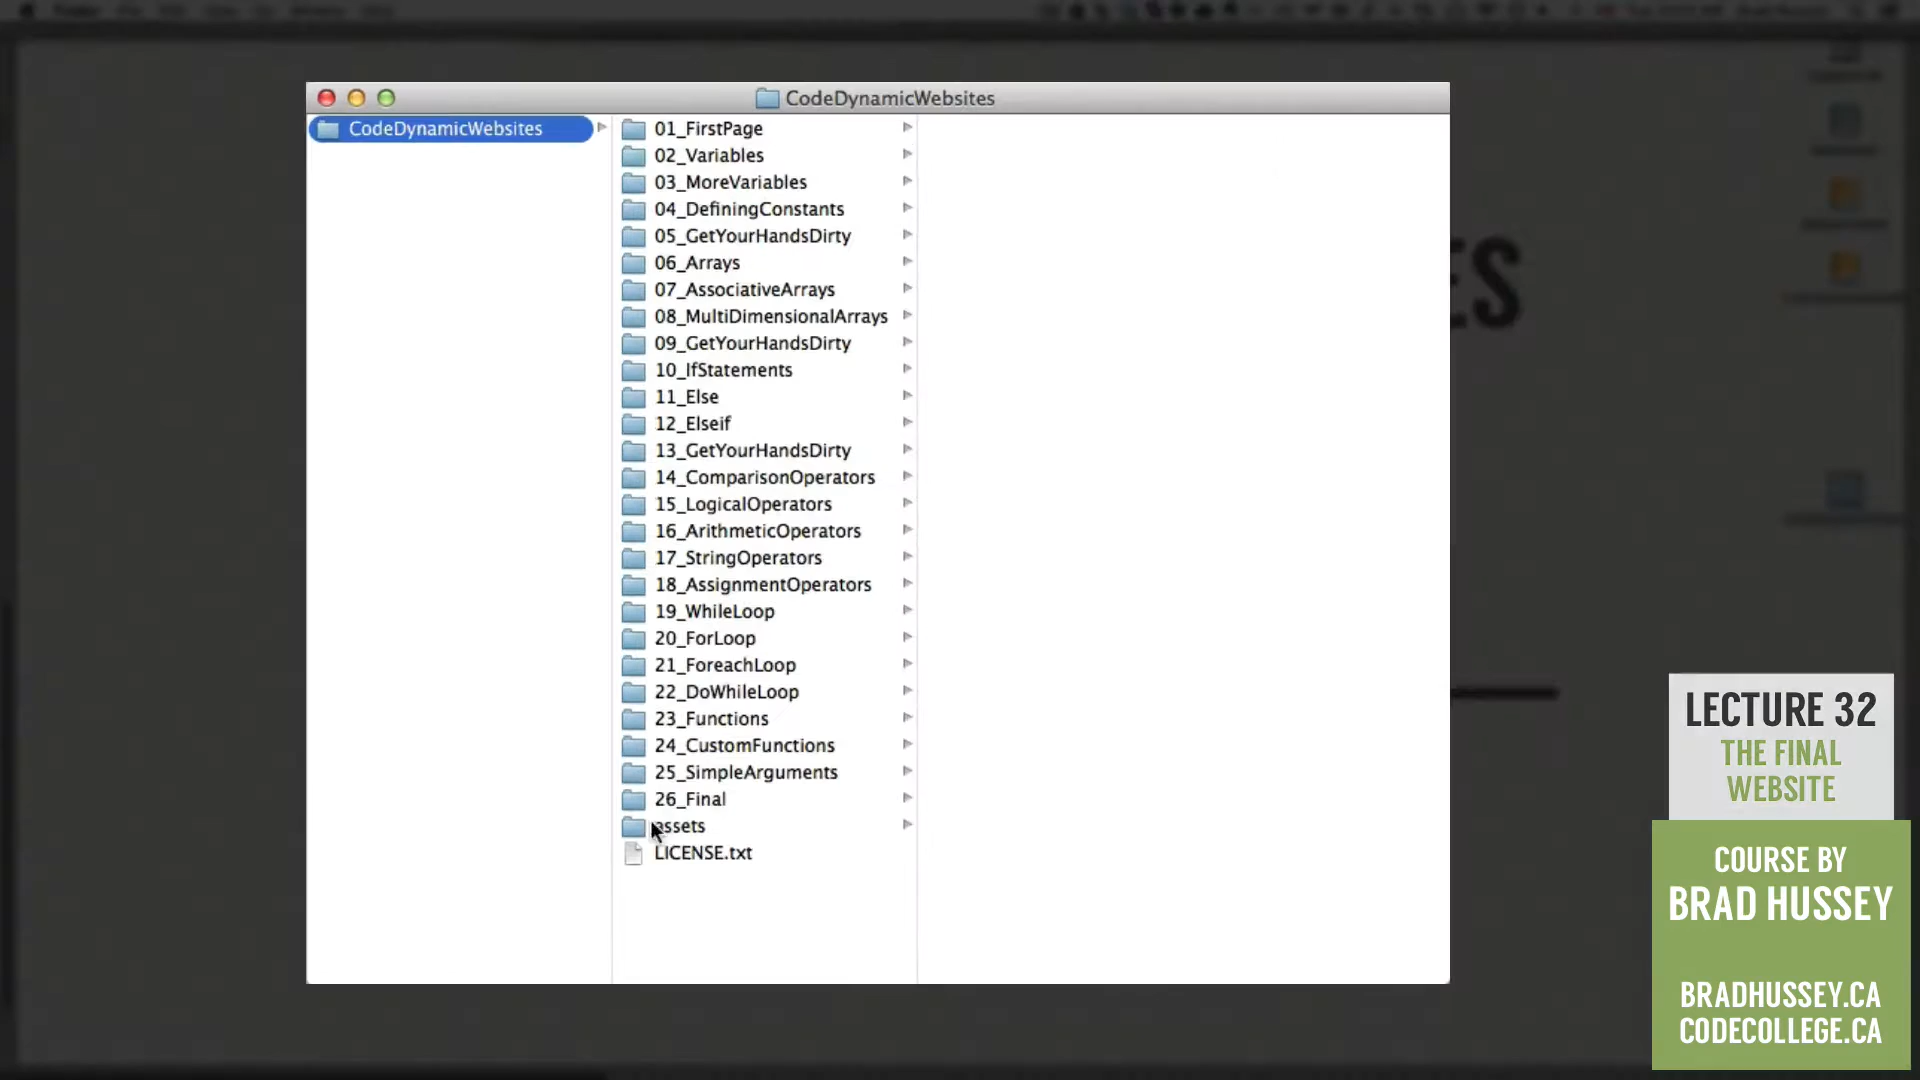 CodeDynamicWebsites
CodeDynamicWebsites
01_FirstPage
02_Variables
03_MoreVariables
04_DefiningConstants
05_GetYourHandsDirty
06_Arrays
07_AssociativeArrays
08_MultiDimensionalArrays
09_GetYourHandsDirty
10_IfStatements
11_Else
12_Elseif
13_GetYourHandsDirty
14_ComparisonOperators
15_LogicalOperators
16_ArithmeticOperators
17_StringOperators
18_AssignmentOperators
19_WhileLoop
20_ForLoop
21_ForeachLoop
22_DoWhileLoop
23_Functions
24_CustomFunctions
25_SimpleArguments
26_Final
assets
LICENSE.txt
ES
LECTURE 32
THE FINAL
WEBSITE
COURSE BY
BRAD HUSSEY
BRADHUSSEY.CA
CODECOLLEGE.CA